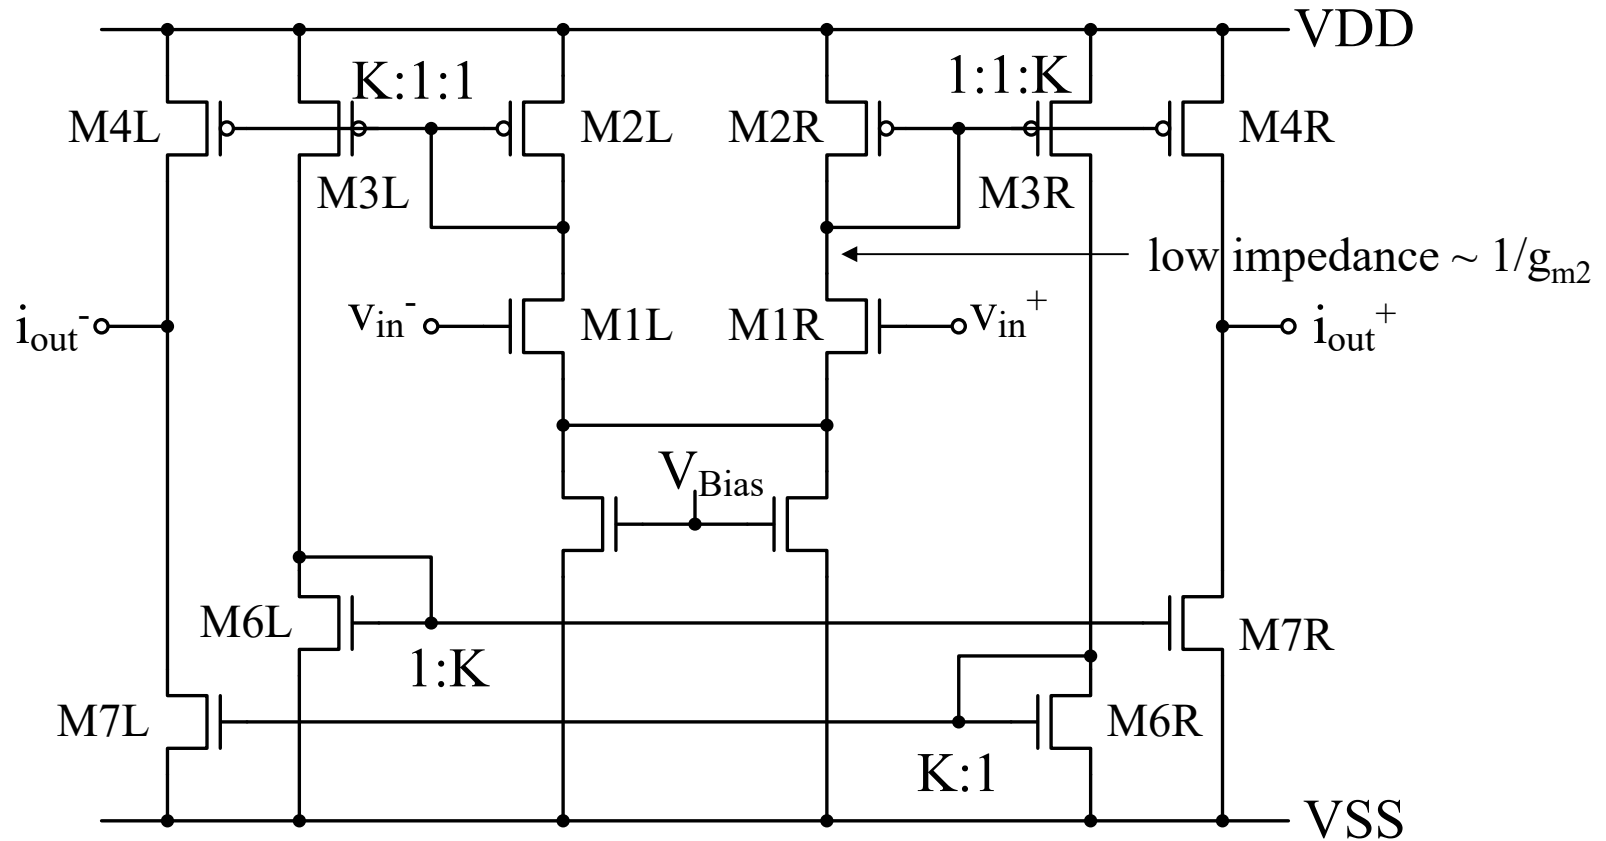 VDD
K:1:1
1:1:K
M4L
M2L
M2R
M4R
M3L
M3R
low impedance ~ 1/gm2
iout-
vin-
M1L
M1R
vin+
iout+
VBias
M6L
M7R
1:K
M7L
M6R
K:1
VSS